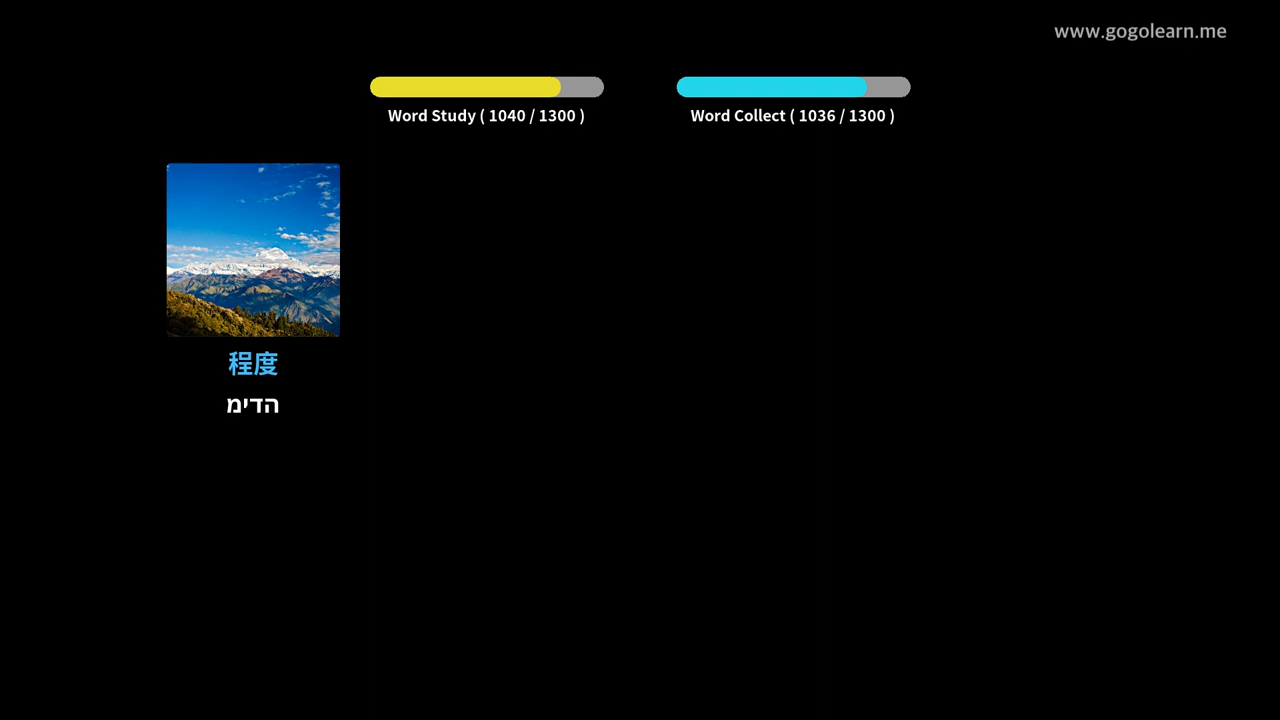 www.gogolearn.me
Word Study ( 1040 / 1300 )
Word Collect ( 1036 / 1300 )
程度
הדימ